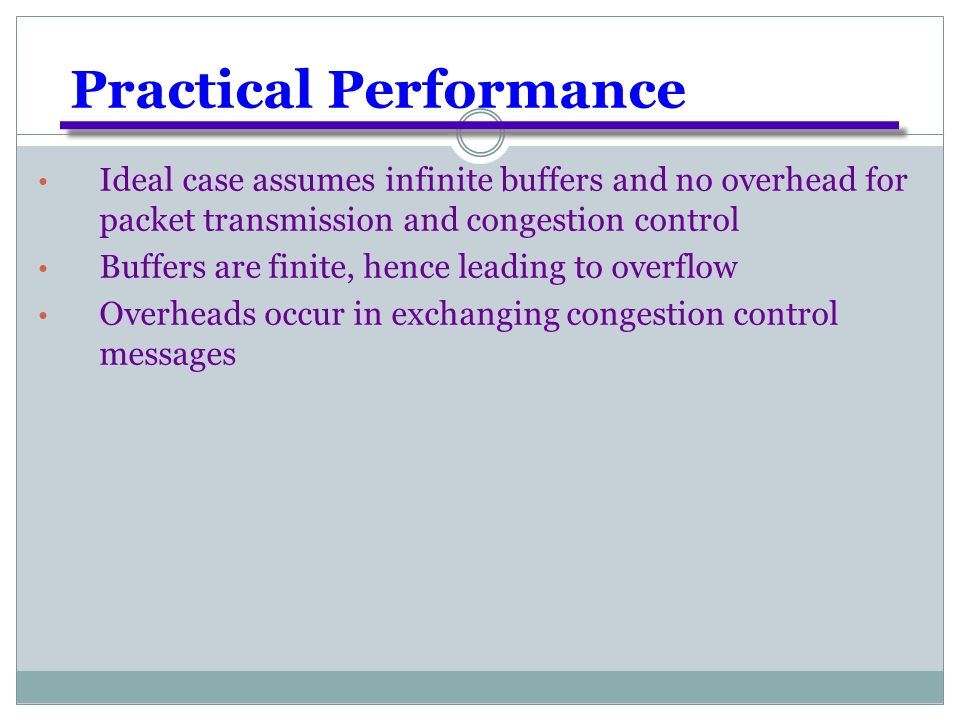 Practical Performance
• Ideal case assumes infinite buffers and no overhead for
packet transmission and congestion control
• Buffers are finite, hence leading to overflow
• Overheads occur in exchanging congestion control
messages